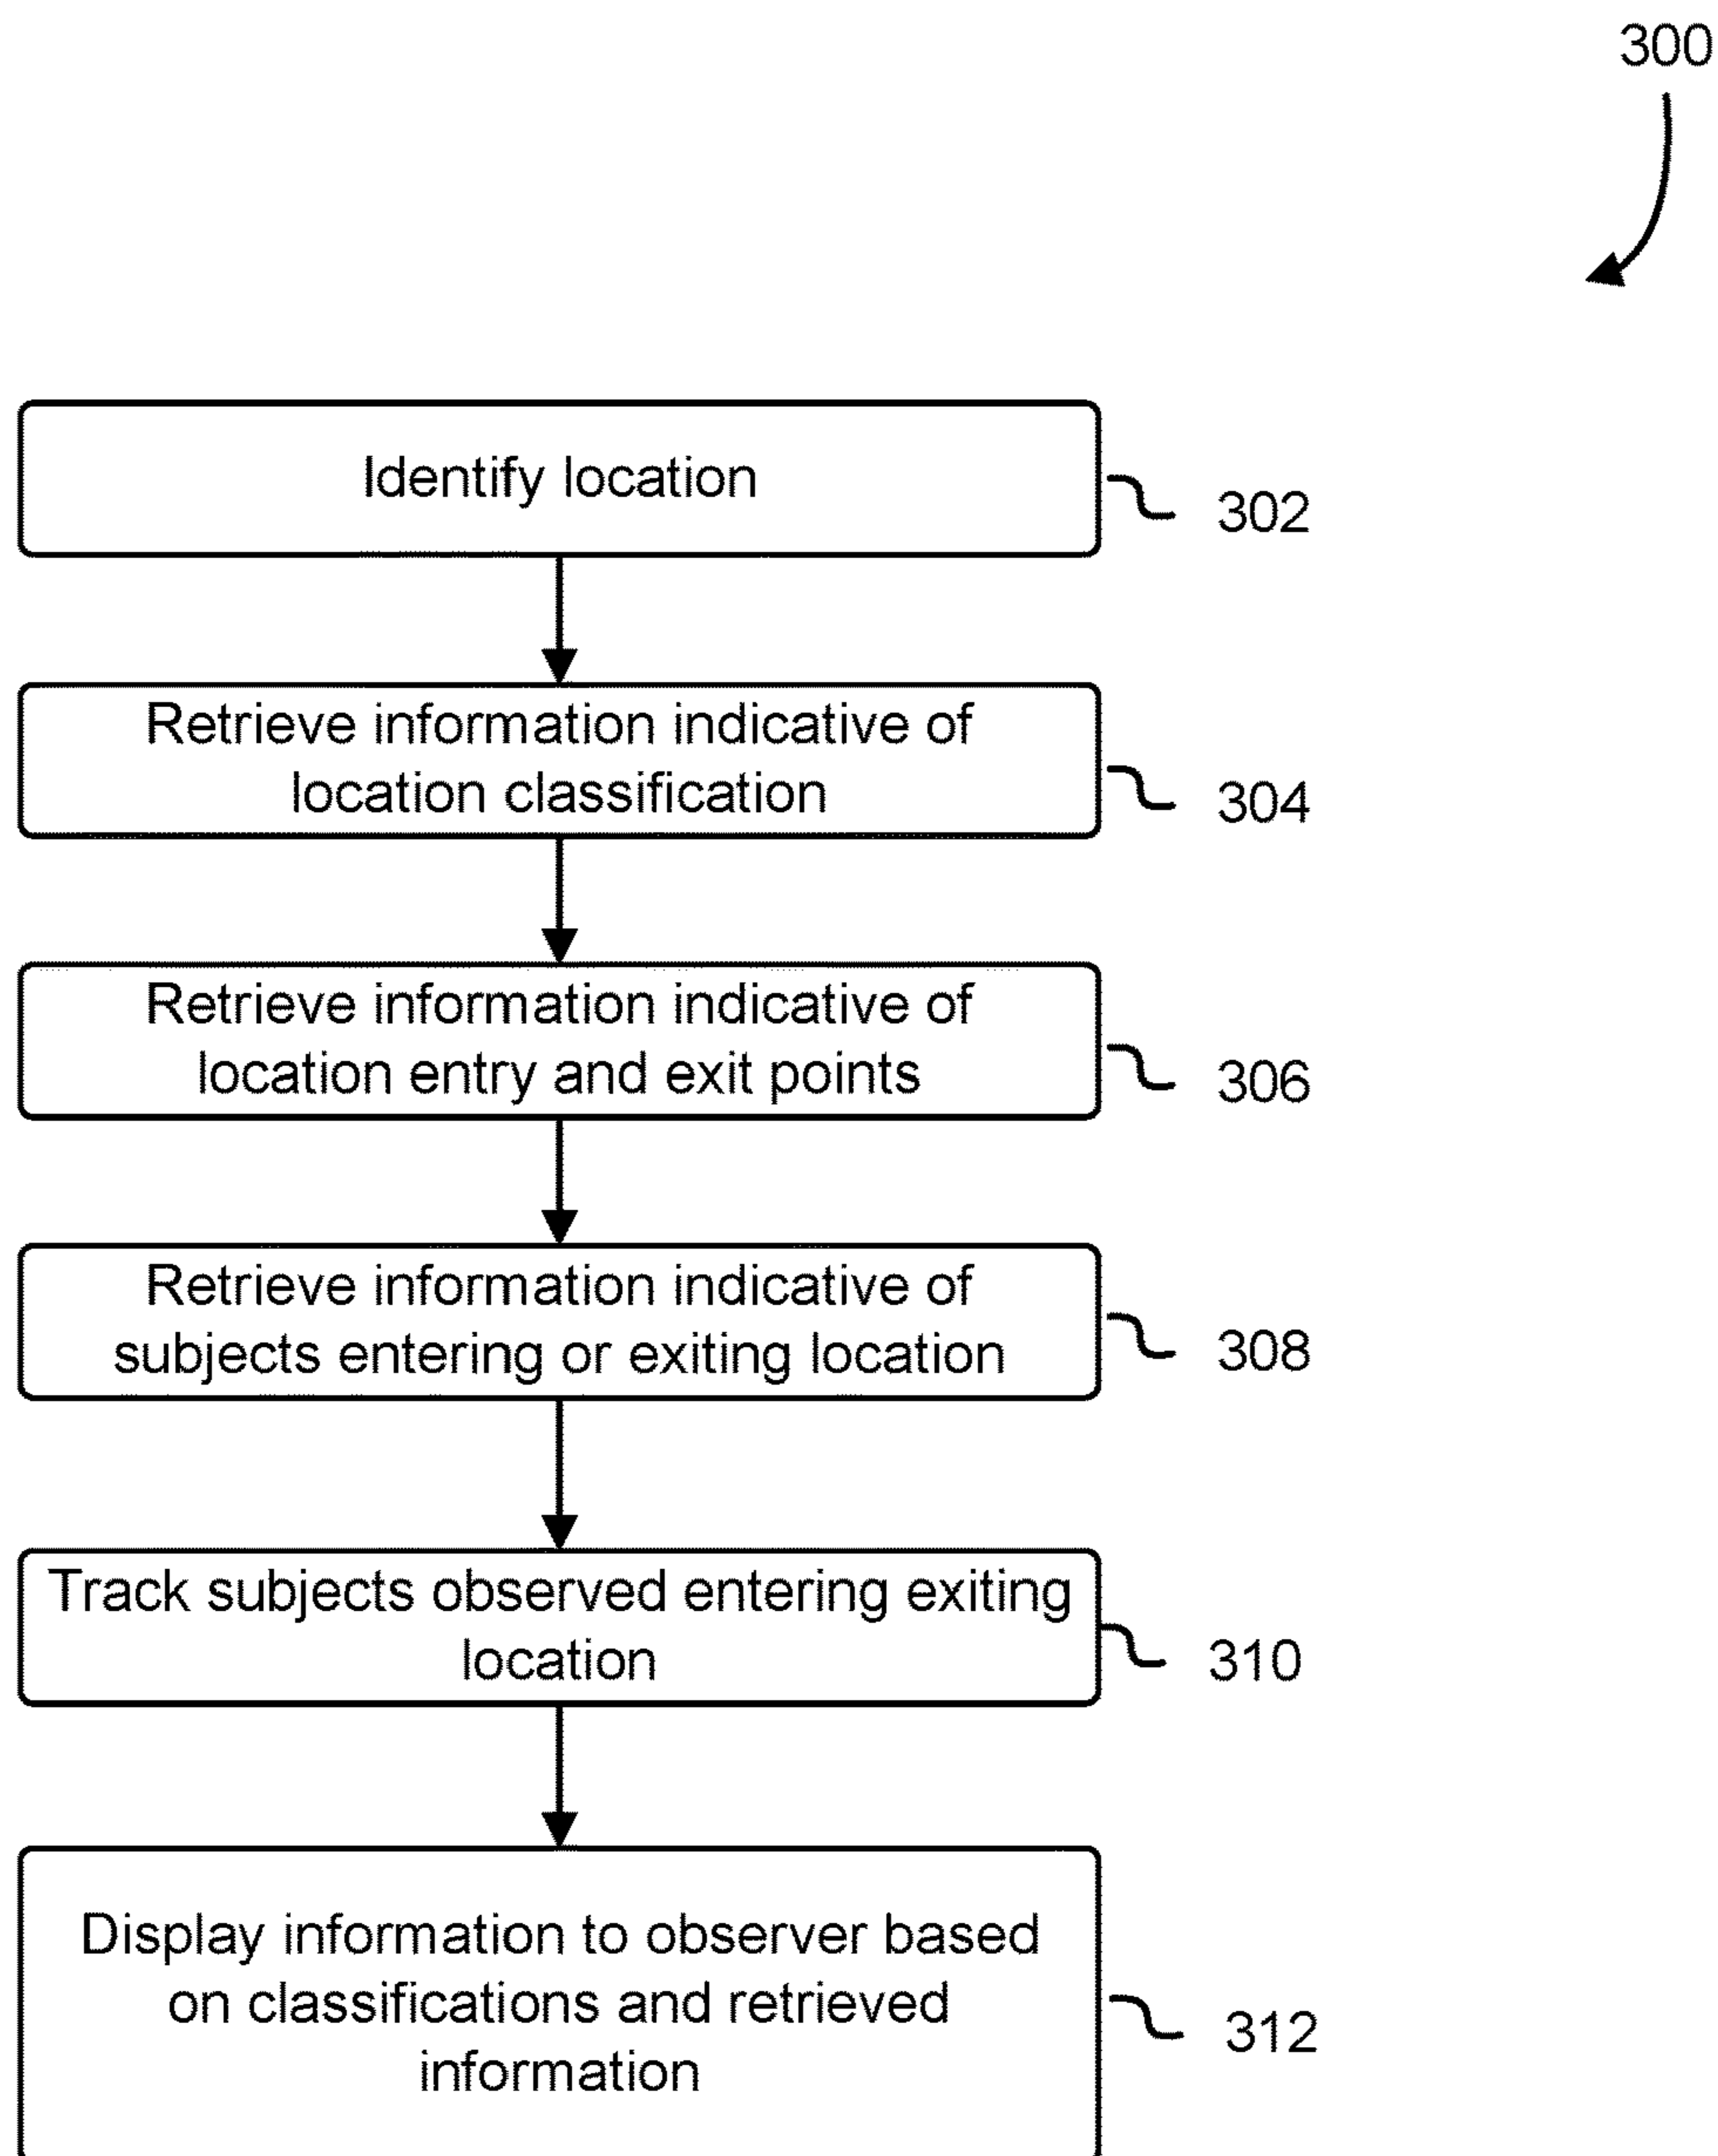 300
Identify location
302
Retrieve information indicative of
location classification
304
Retrieve information indicative of
location entry and exit points
306
Retrieve information indicative of
subjects entering or exiting location
308
Track subjects observed entering exiting
location
310
Display information to observer based
on classifications and retrieved
information
312